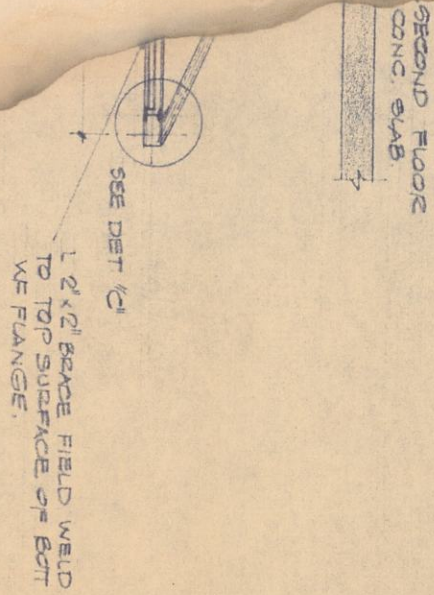 SECOND FLOOR
CONC. SLAB.
SEE DET "C"
L 2"x2" BRACE FIELD WELD
TO TOP SURFACE OF BOTT
WF FLANGE.